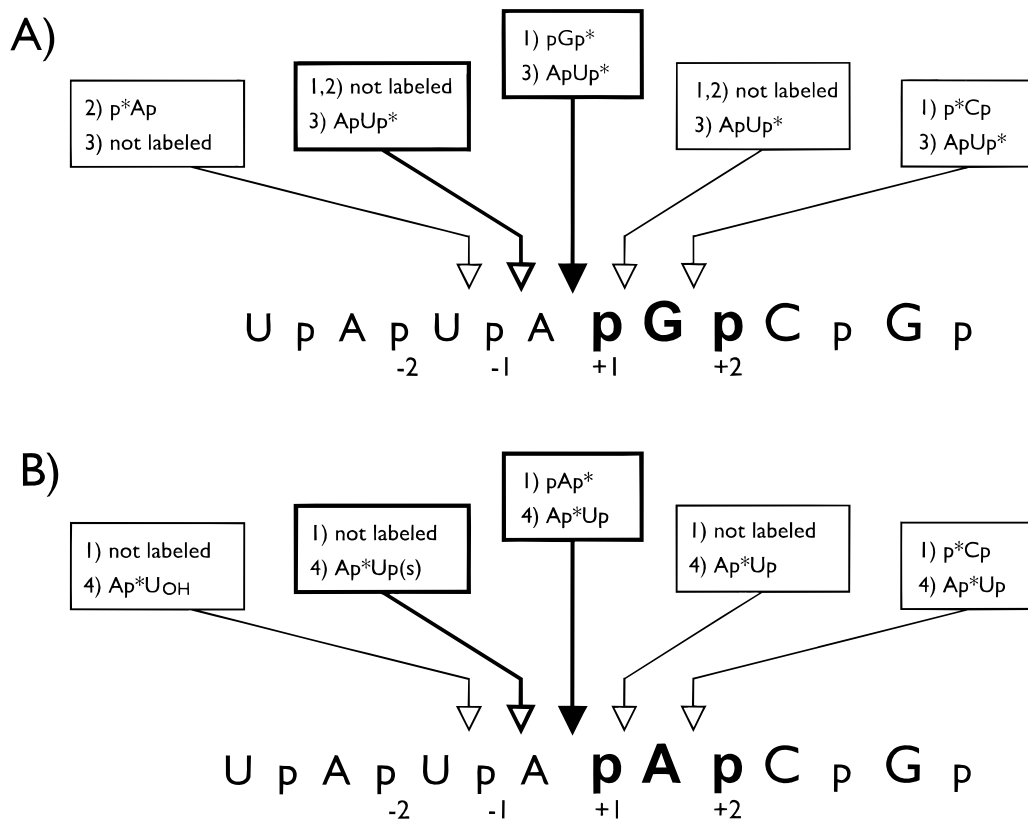 A)
2) p*Ap
3) not labeled
1,2) not labeled
3) ApUp*
1) pGp*
3) ApUp*
1,2) not labeled
3) ApUp*
1) p*Cp
3) ApUp*
U p A p U p A p G p C p G p
-2 -1 +1 +2
B)
1) not labeled
4) Ap*UOH
1) not labeled
4) Ap*Up(s)
1) pAp*
4) Ap*Up
1) not labeled
4) Ap*Up
1) p*Cp
4) Ap*Up
U p A p U p A p A p C p G p
-2 -1 +1 +2